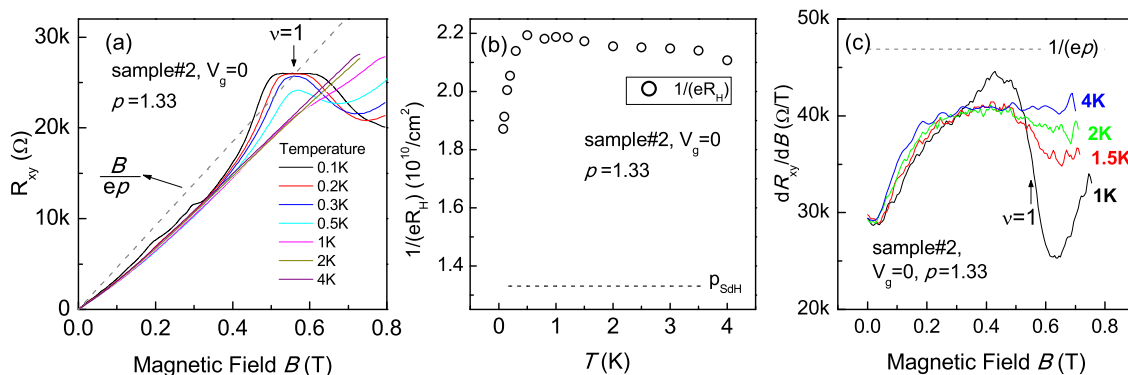 (a)
ν=1
sample#2, V_g=0
p=1.33
B
ep
Temperature
0.1K
0.2K
0.3K
0.5K
1K
2K
4K
R_xy (Ω)
30k
20k
10k
0
0.0 0.2 0.4 0.6 0.8
Magnetic Field B (T)
(b)
1/(eR_H)
sample#2, V_g=0
p=1.33
p_SdH
1/(eR_H) (10^10/cm^2)
2.2
2.0
1.8
1.6
1.4
0 1 2 3 4
T (K)
(c)
1/(ep)
4K
2K
1.5K
1K
ν=1
sample#2,
V_g=0, p=1.33
dR_xy/dB (Ω/T)
50k
40k
30k
20k
0.0 0.2 0.4 0.6 0.8
Magnetic Field B (T)